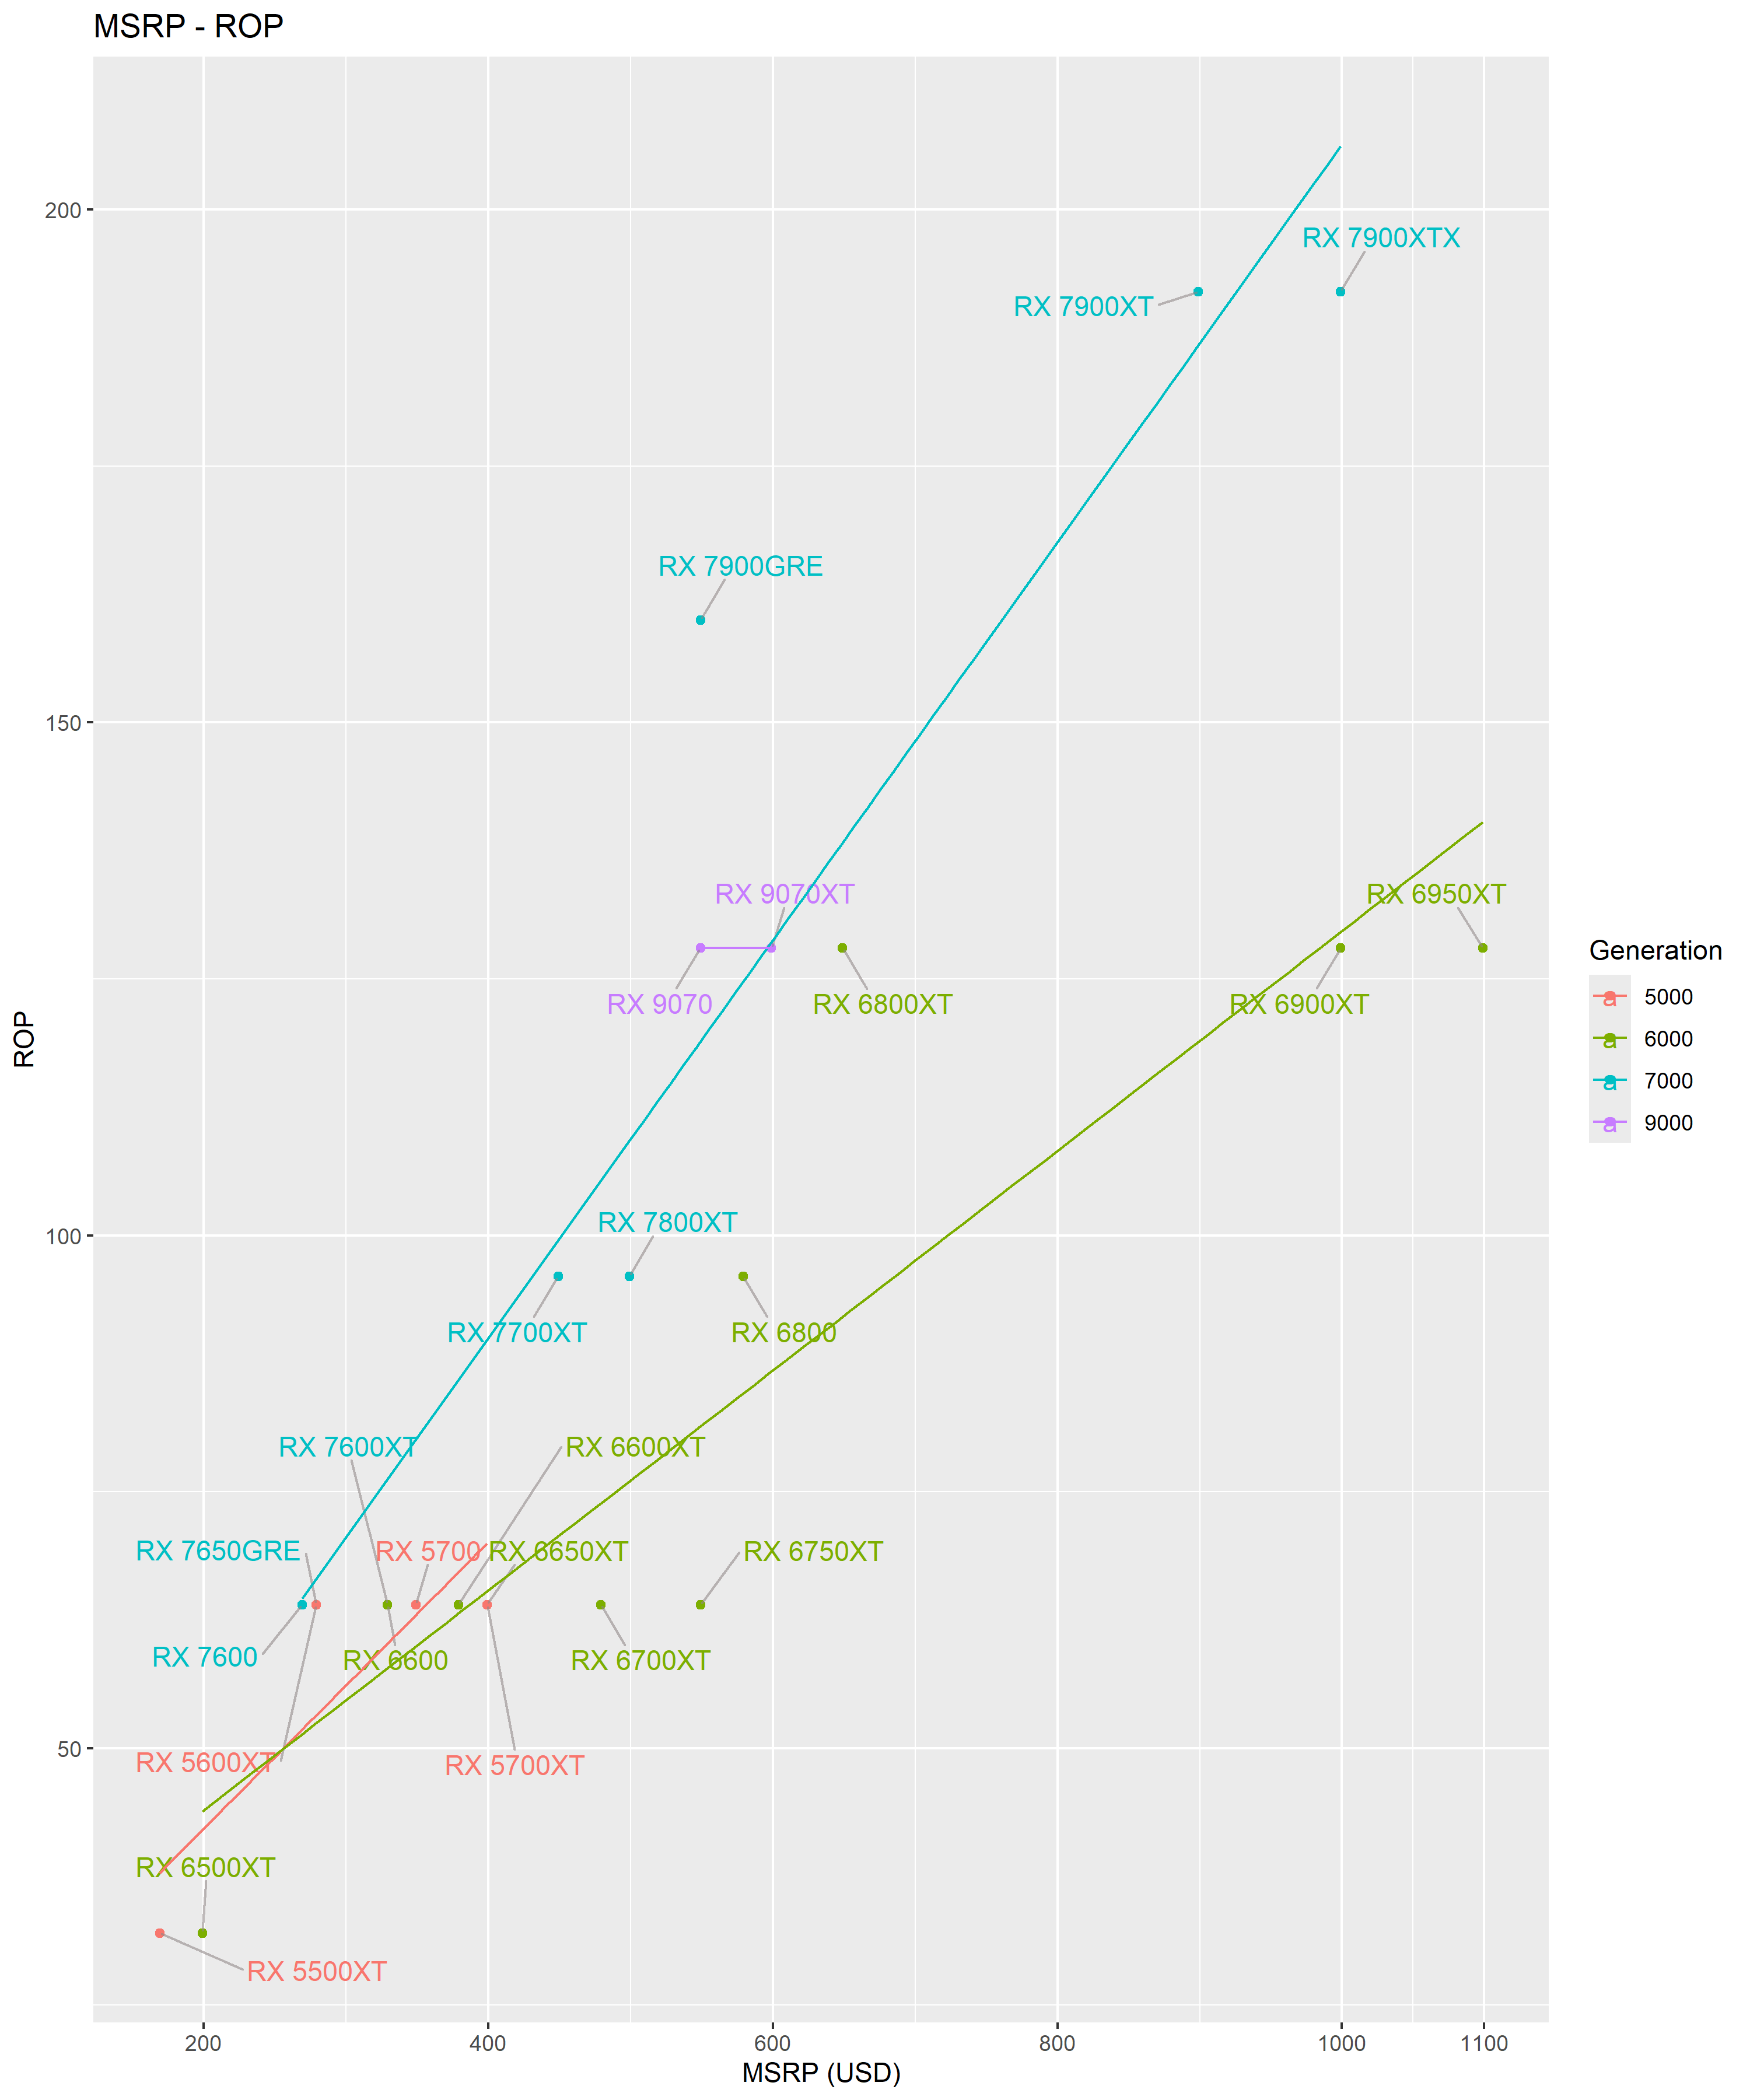 MSRP - ROP
200
RX 7900XTX
RX 7900XT
RX 7900GRE
150
RX 9070XT
RX 6950XT
RX 9070
RX 6800XT
RX 6900XT
ROP
Generation
a 5000
a 6000
a 7000
a 9000
100
RX 7800XT
RX 7700XT
RX 6800
RX 7600XT
RX 6600XT
RX 7650GRE
RX 5700
RX 6650XT
RX 6750XT
RX 7600
RX 6600
RX 6700XT
50
RX 5600XT
RX 5700XT
RX 6500XT
RX 5500XT
200
400
600
800
1000
1100
MSRP (USD)